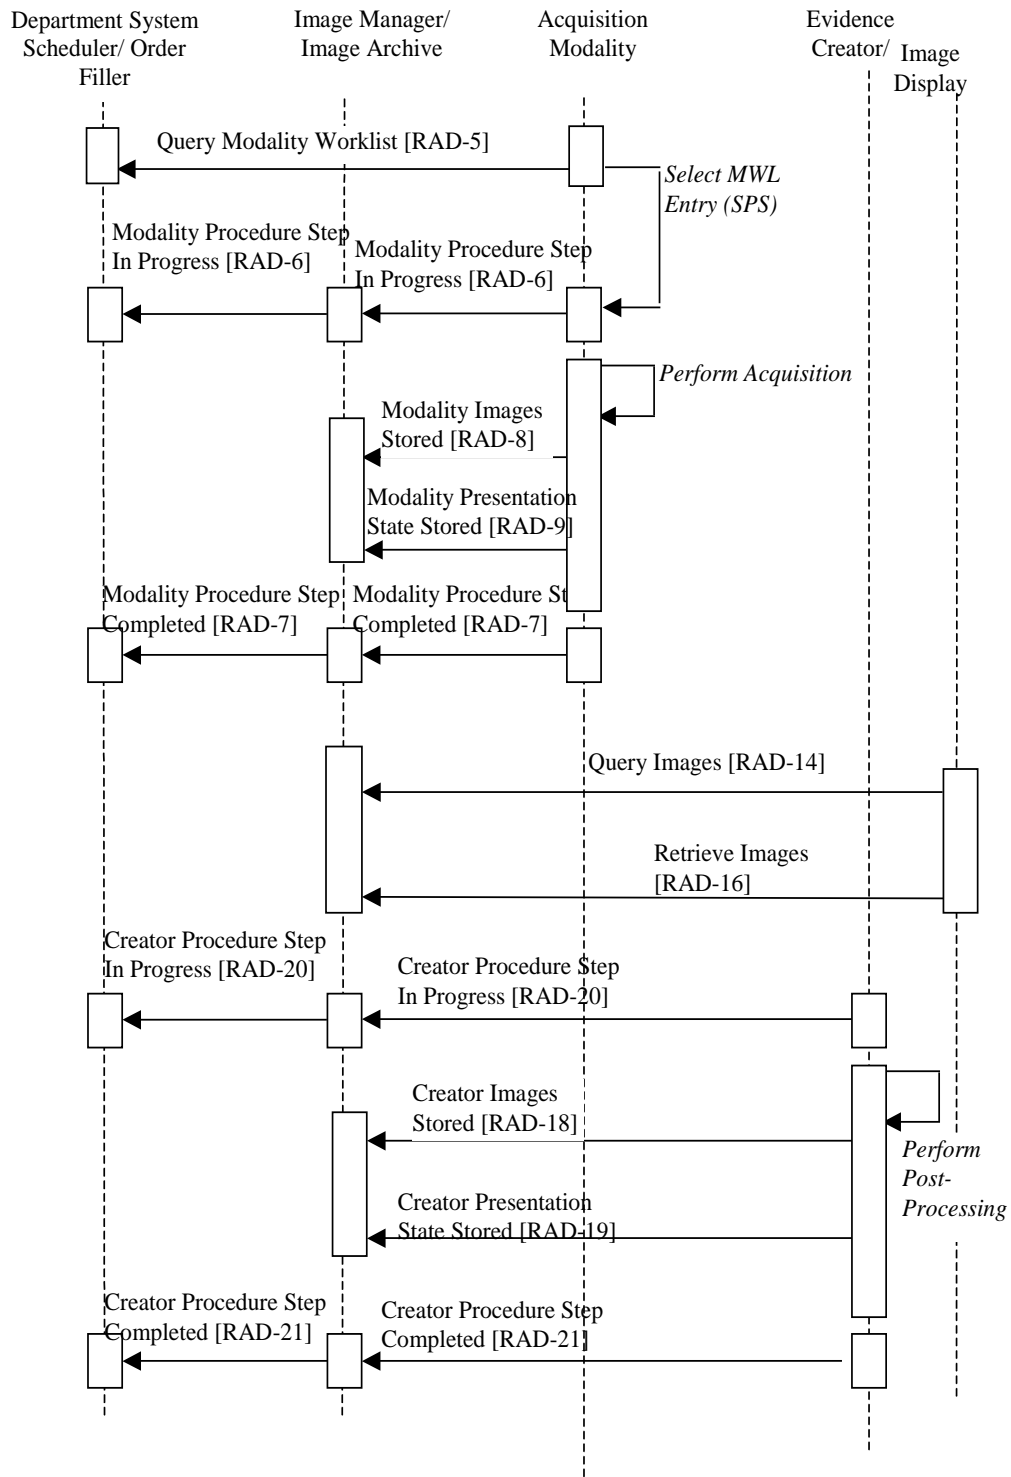 Department System
Scheduler/ Order
Filler
Image Manager/
Image Archive
Acquisition
Modality
Evidence
Creator/
Image
Display
Query Modality Worklist [RAD-5]
Select MWL
Entry (SPS)
Modality Procedure Step
In Progress [RAD-6]
Modality Procedure Step
In Progress [RAD-6]
Perform Acquisition
Modality Images
Stored [RAD-8]
Modality Presentation
State Stored [RAD-9]
Modality Procedure Step
Completed [RAD-7]
Modality Procedure St
Completed [RAD-7]
Query Images [RAD-14]
Retrieve Images
[RAD-16]
Creator Procedure Step
In Progress [RAD-20]
Creator Procedure Step
In Progress [RAD-20]
Creator Images
Stored [RAD-18]
Perform
Post-
Processing
Creator Presentation
State Stored [RAD-19]
Creator Procedure Step
Completed [RAD-21]
Creator Procedure Step
Completed [RAD-21]